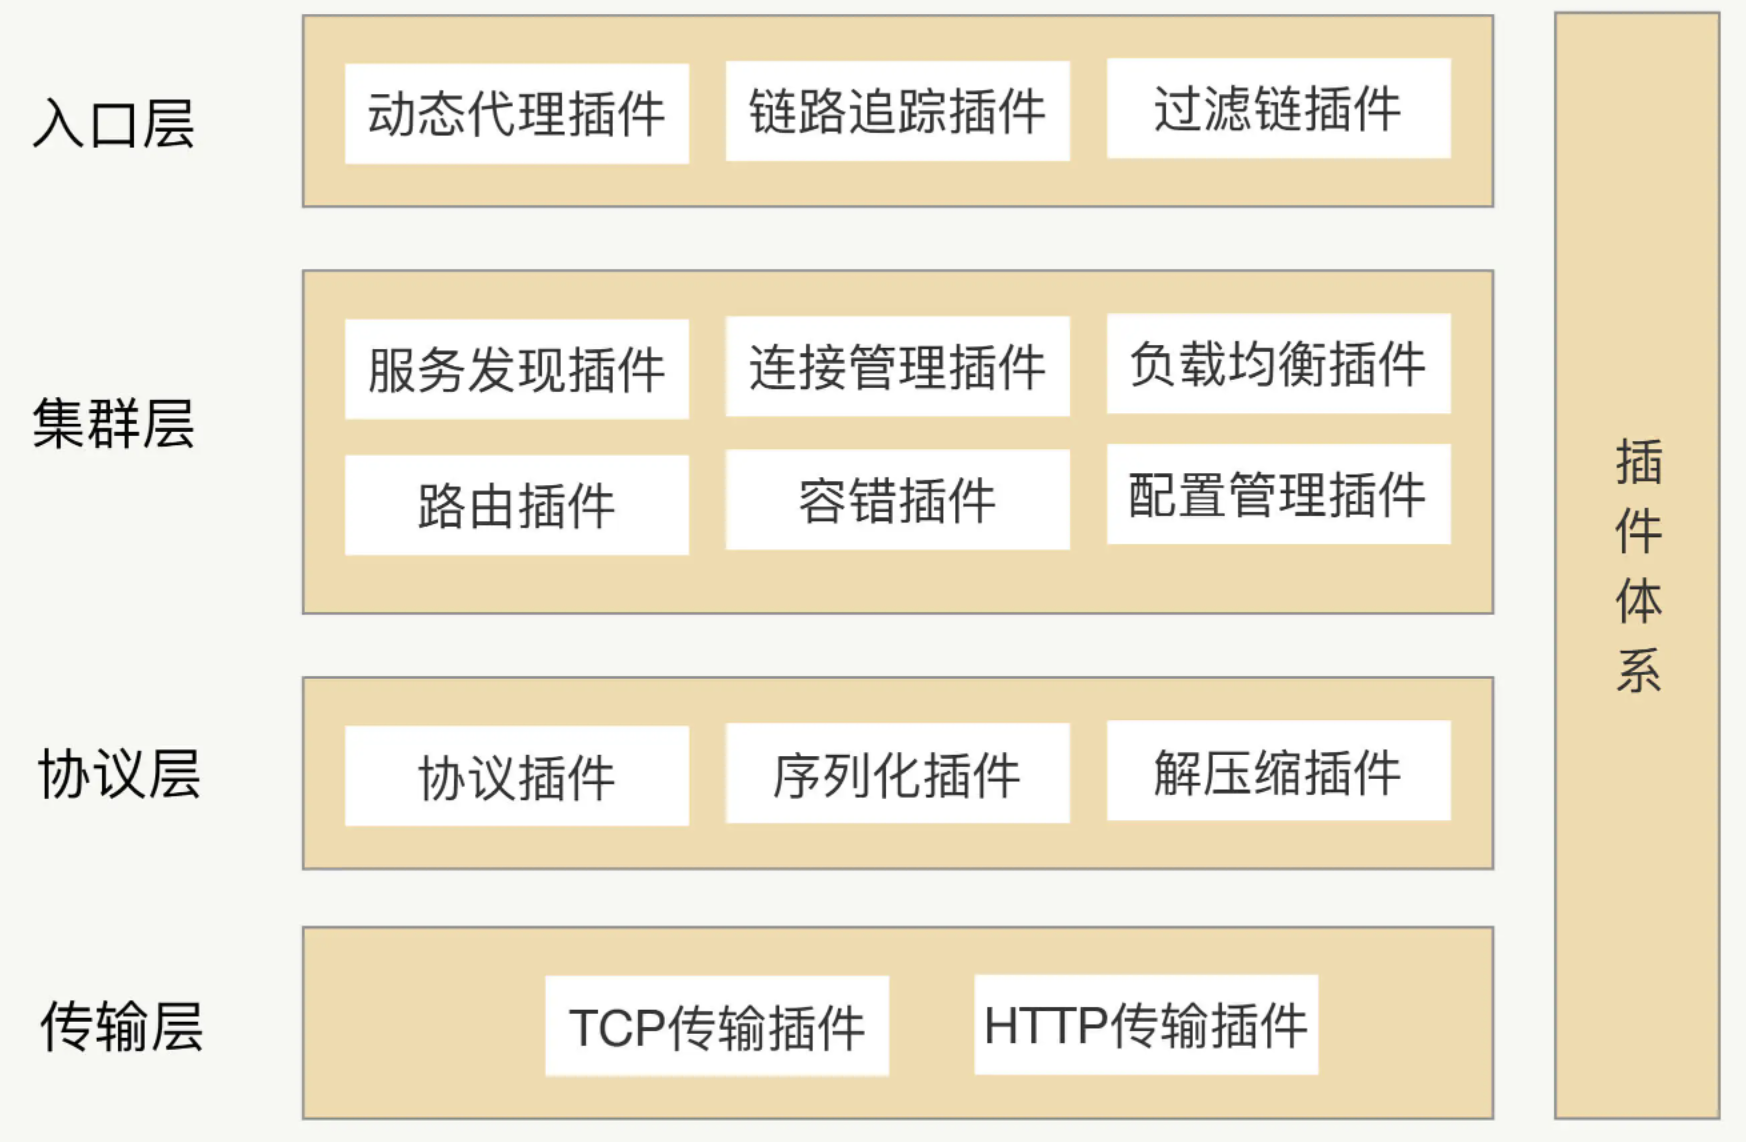 入口层
动态代理插件
链路追踪插件
过滤链插件
集群层
服务发现插件
连接管理插件
负载均衡插件
路由插件
容错插件
配置管理插件
协议层
协议插件
序列化插件
解压缩插件
传输层
TCP传输插件
HTTP传输插件
插件体系